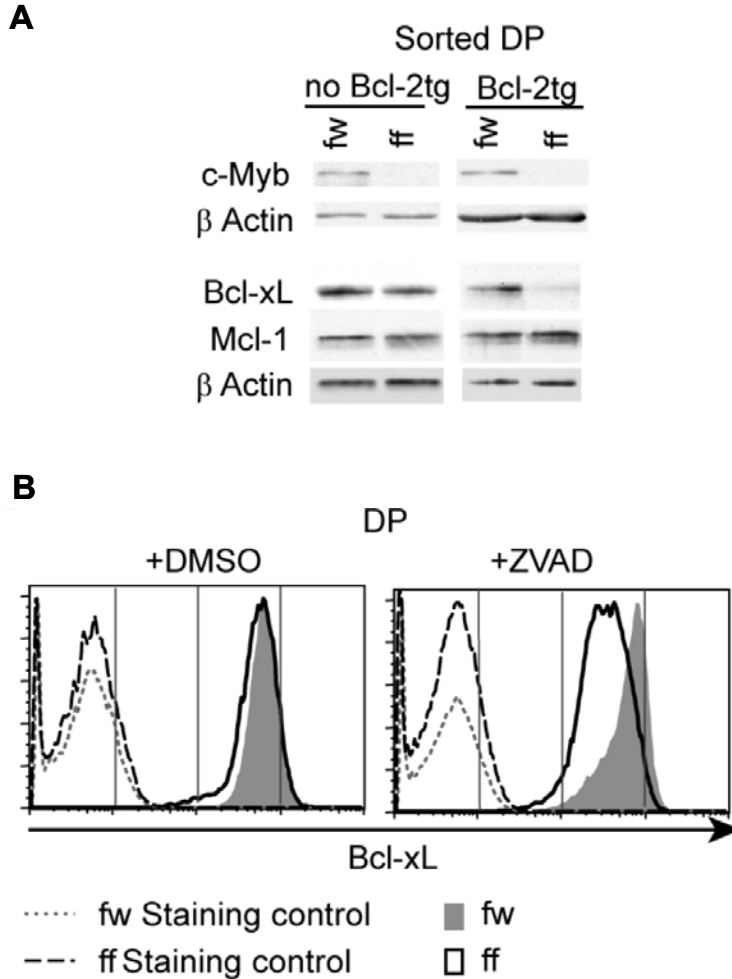 A
Sorted DP
no Bcl-2tg Bcl-2tg
fw ff fw ff
c-Myb
β Actin
Bcl-xL
Mcl-1
β Actin
B
DP
+DMSO +ZVAD
Bcl-xL
fw Staining control fw
ff Staining control ff